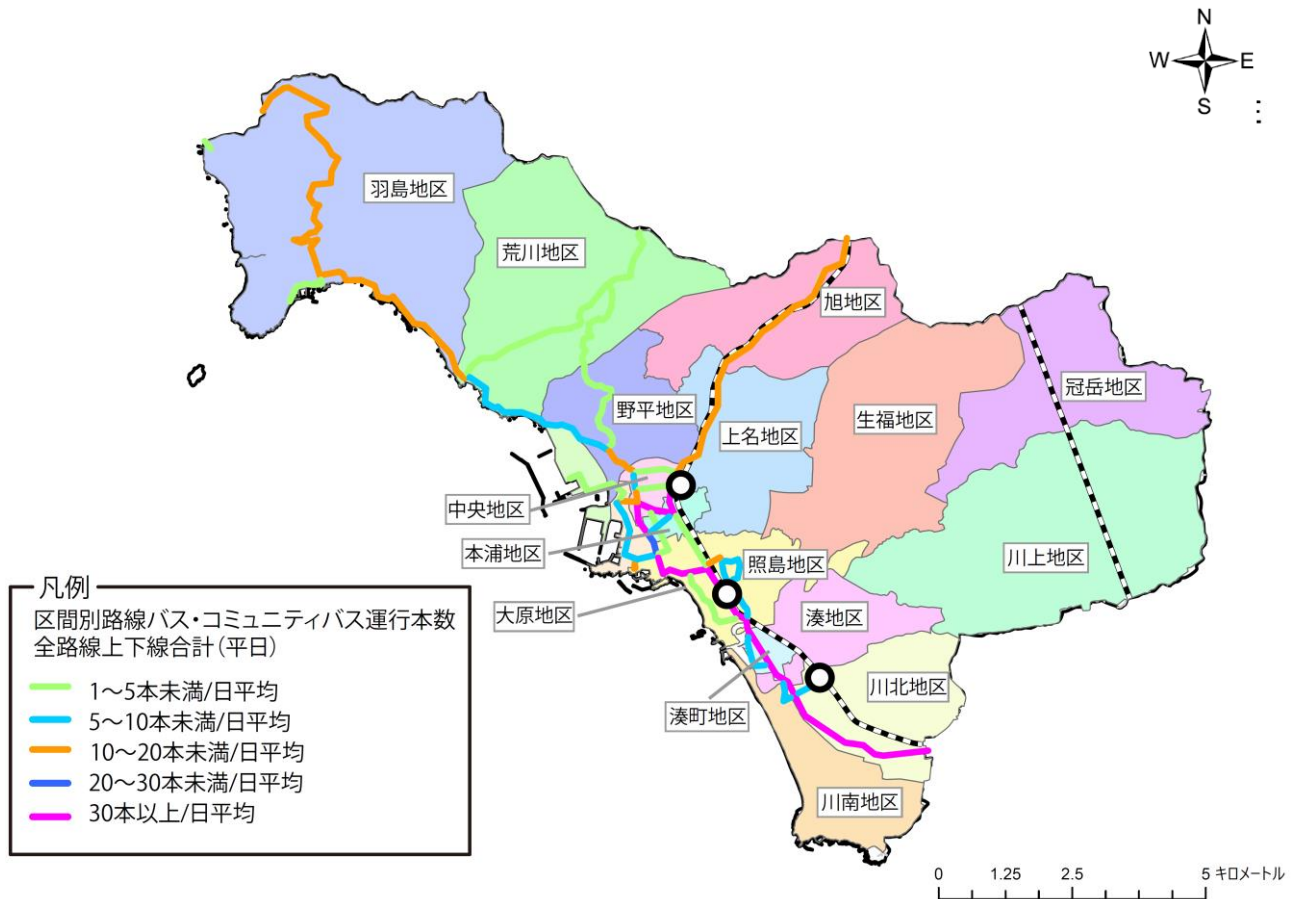 N
W
E
S
羽島地区
荒川地区
旭地区
冠岳地区
野平地区
上名地区
生福地区
中央地区
本浦地区
照島地区
川上地区
大原地区
湊地区
川北地区
湊町地区
川南地区
凡例
区間別路線バス・コミュニティバス運行本数
全路線上下線合計（平日）
1～5本未満/日平均
5～10本未満/日平均
10～20本未満/日平均
20～30本未満/日平均
30本以上/日平均
0 1.25 2.5 5 キロメートル